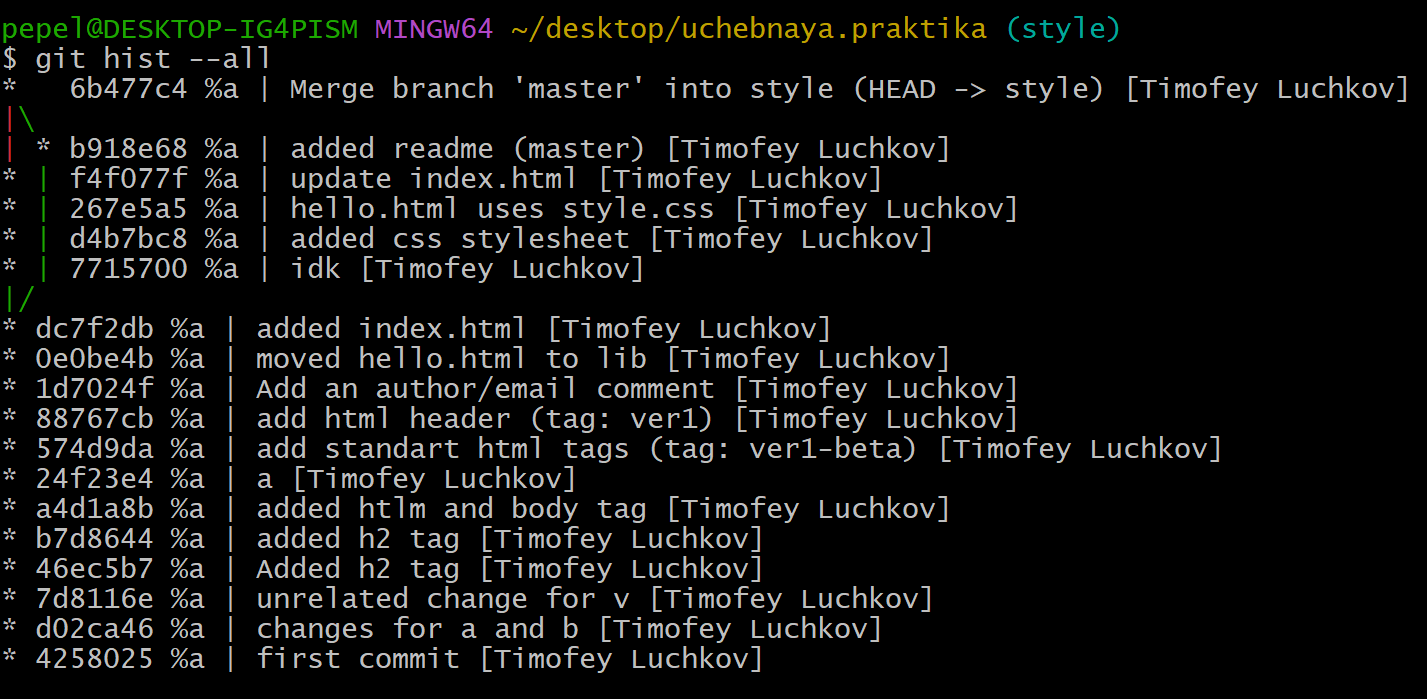 pepel@DESKTOP-IG4PISM MINGW64 ~/desktop/uchebnaya.praktika (style)
$ git hist --all
*   6b477c4 %a | Merge branch 'master' into style (HEAD -> style) [Timofey Luchkov]
|\
| * b918e68 %a | added readme (master) [Timofey Luchkov]
* | f4f077f %a | update index.html [Timofey Luchkov]
* | 267e5a5 %a | hello.html uses style.css [Timofey Luchkov]
* | d4b7bc8 %a | added css stylesheet [Timofey Luchkov]
* | 7715700 %a | idk [Timofey Luchkov]
|/
* dc7f2db %a | added index.html [Timofey Luchkov]
* 0e0be4b %a | moved hello.html to lib [Timofey Luchkov]
* 1d7024f %a | Add an author/email comment [Timofey Luchkov]
* 88767cb %a | add html header (tag: ver1) [Timofey Luchkov]
* 574d9da %a | add standart html tags (tag: ver1-beta) [Timofey Luchkov]
* 24f23e4 %a | a [Timofey Luchkov]
* a4d1a8b %a | added htlm and body tag [Timofey Luchkov]
* b7d8644 %a | added h2 tag [Timofey Luchkov]
* 46ec5b7 %a | Added h2 tag [Timofey Luchkov]
* 7d8116e %a | unrelated change for v [Timofey Luchkov]
* d02ca46 %a | changes for a and b [Timofey Luchkov]
* 4258025 %a | first commit [Timofey Luchkov]